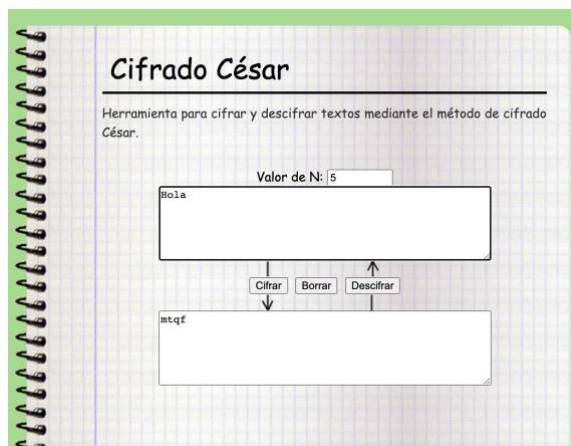 Cifrado César
Herramienta para cifrar y descifrar textos mediante el método de cifrado
César.
Valor de N: 5
Hola
Cifrar Borrar Descifrar
mtqf